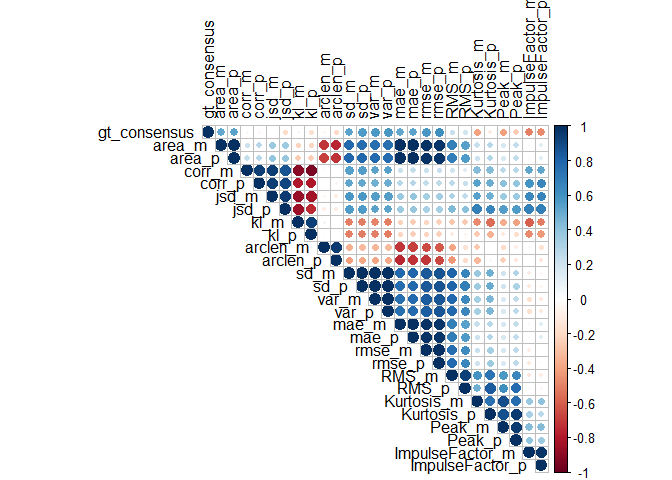 gt_consensus
area_m
area_p
corr_m
corr_p
jsd_m
jsd_p
kl_m
kl_p
arclen_m
arclen_p
sd_m
sd_p
var_m
var_p
mae_m
mae_p
rmse_m
rmse_p
RMS_m
RMS_p
Kurtosis_m
Kurtosis_p
Peak_m
Peak_p
ImpulseFactor_m
ImpulseFactor_p
gt_consensus
area_m
area_p
corr_m
corr_p
jsd_m
jsd_p
kl_m
kl_p
arclen_m
arclen_p
sd_m
sd_p
var_m
var_p
mae_m
mae_p
rmse_m
rmse_p
RMS_m
RMS_p
Kurtosis_m
Kurtosis_p
Peak_m
Peak_p
ImpulseFactor_m
ImpulseFactor_p
1
0.8
0.6
0.4
0.2
0
-0.2
-0.4
-0.6
-0.8
-1